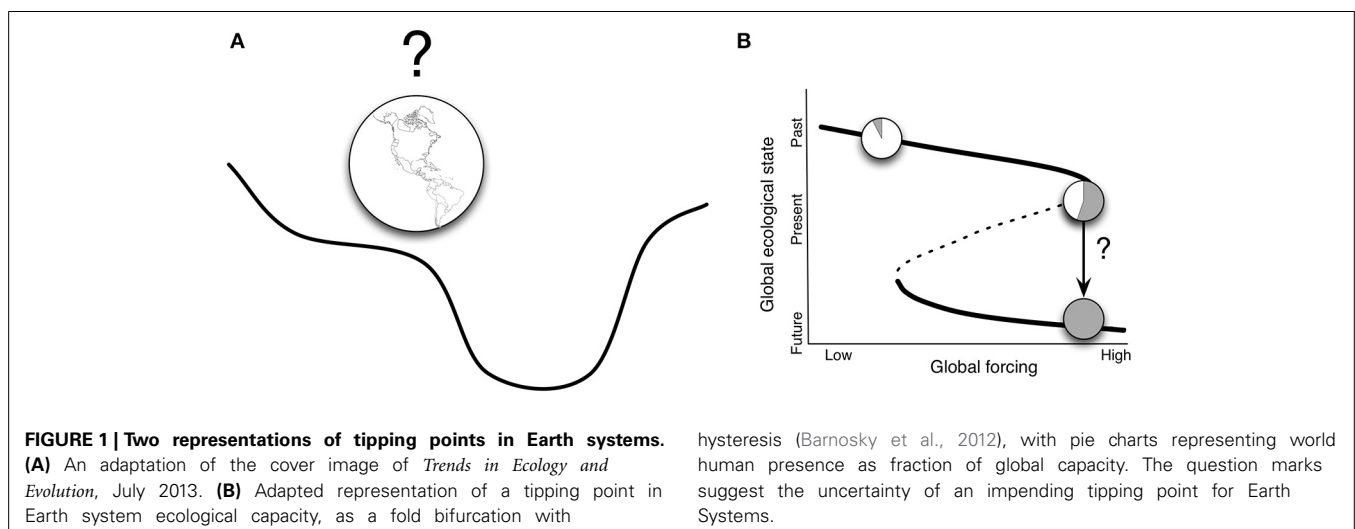 A
?
B
Global ecological state
Past
Present
Future
?
Low
High
Global forcing
FIGURE 1 | Two representations of tipping points in Earth systems.
(A) An adaptation of the cover image of Trends in Ecology and
Evolution, July 2013. (B) Adapted representation of a tipping point in
Earth system ecological capacity, as a fold bifurcation with
hysteresis (Barnosky et al., 2012), with pie charts representing world
human presence as fraction of global capacity. The question marks
suggest the uncertainty of an impending tipping point for Earth
Systems.